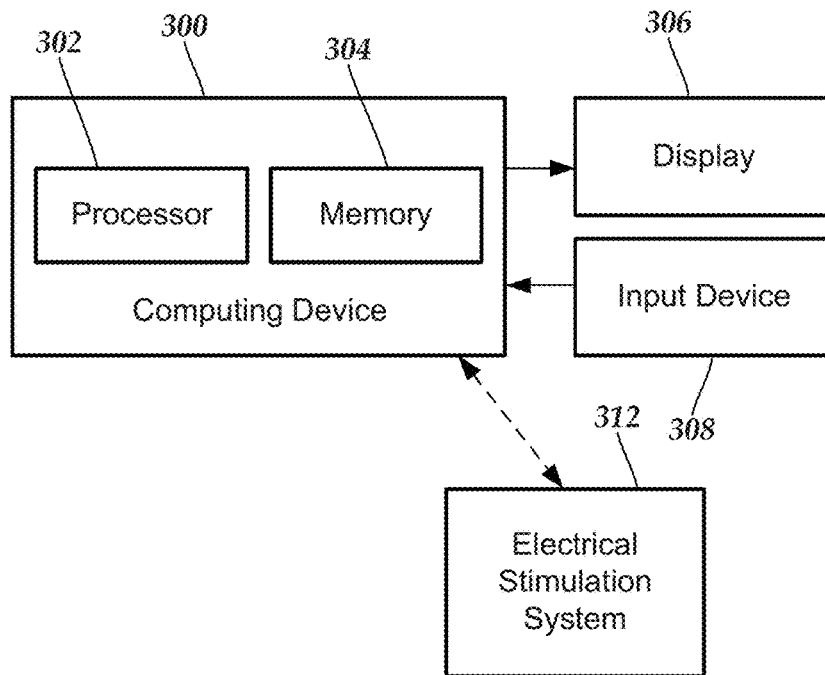 302
300
304
306
Processor
Memory
Computing Device
Display
Input Device
308
312
Electrical
Stimulation
System